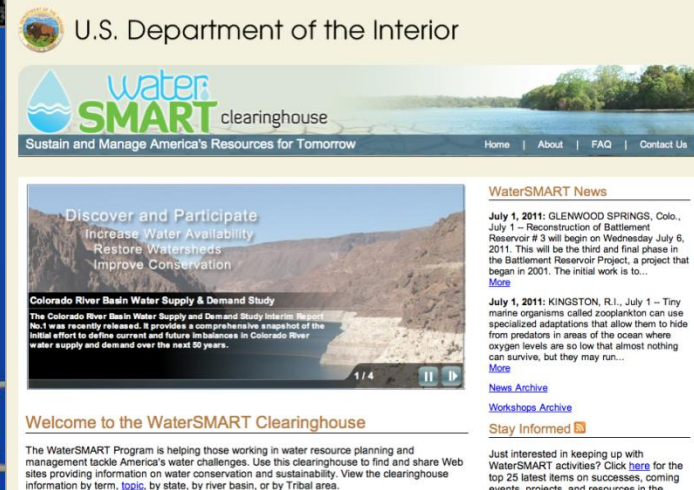 U.S. Department of the Interior
water
SMART clearinghouse
Sustain and Manage America's Resources for Tomorrow
Home | About | FAQ | Contact Us
Discover and Participate
Increase Water Availability
Restore Watersheds
Improve Conservation
Colorado River Basin Water Supply & Demand Study
The Colorado River Basin Water Supply and Demand Study Interim Report
No.1 was recently released. It provides a comprehensive snapshot of the
initial effort to define current and future imbalances in Colorado River
water supply and demand over the next 50 years.
1 / 4
Welcome to the WaterSMART Clearinghouse
The WaterSMART Program is helping those working in water resource planning and
management tackle America's water challenges. Use this clearinghouse to find and share Web
sites providing information on water conservation and sustainability. View the clearinghouse
information by term, topic, by state, by river basin, or by Tribal area.
WaterSMART News
July 1, 2011: GLENWOOD SPRINGS, Colo.,
July 1 -- Reconstruction of Battlement
Reservoir # 3 will begin on Wednesday July 6,
2011. This will be the third and final phase in
the Battlement Reservoir Project, a project that
began in 2001. The initial work is to...
More
July 1, 2011: KINGSTON, R.I., July 1 -- Tiny
marine organisms called zooplankton can use
specialized adaptations that allow them to hide
from predators in areas of the ocean where
oxygen levels are so low that almost nothing
can survive, but they may run...
More
News Archive
Workshops Archive
Stay Informed
Just interested in keeping up with
WaterSMART activities? Click here for the
top 25 latest items on successes, coming
events, projects, and resources in the